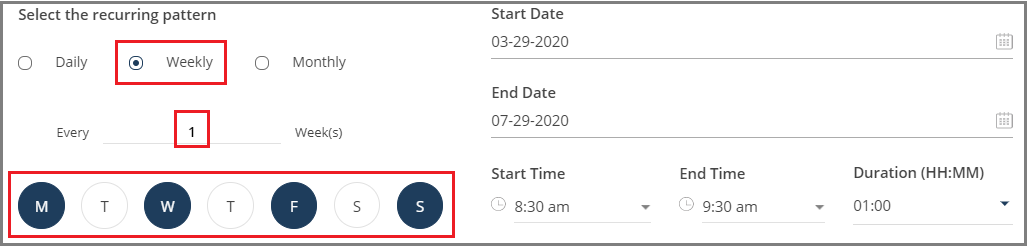 Select the recurring pattern
Daily Weekly Monthly
Every 1 Week(s)
M T W T F S S
Start Date
03-29-2020
End Date
07-29-2020
Start Time End Time Duration (HH:MM)
8:30 am 9:30 am 01:00